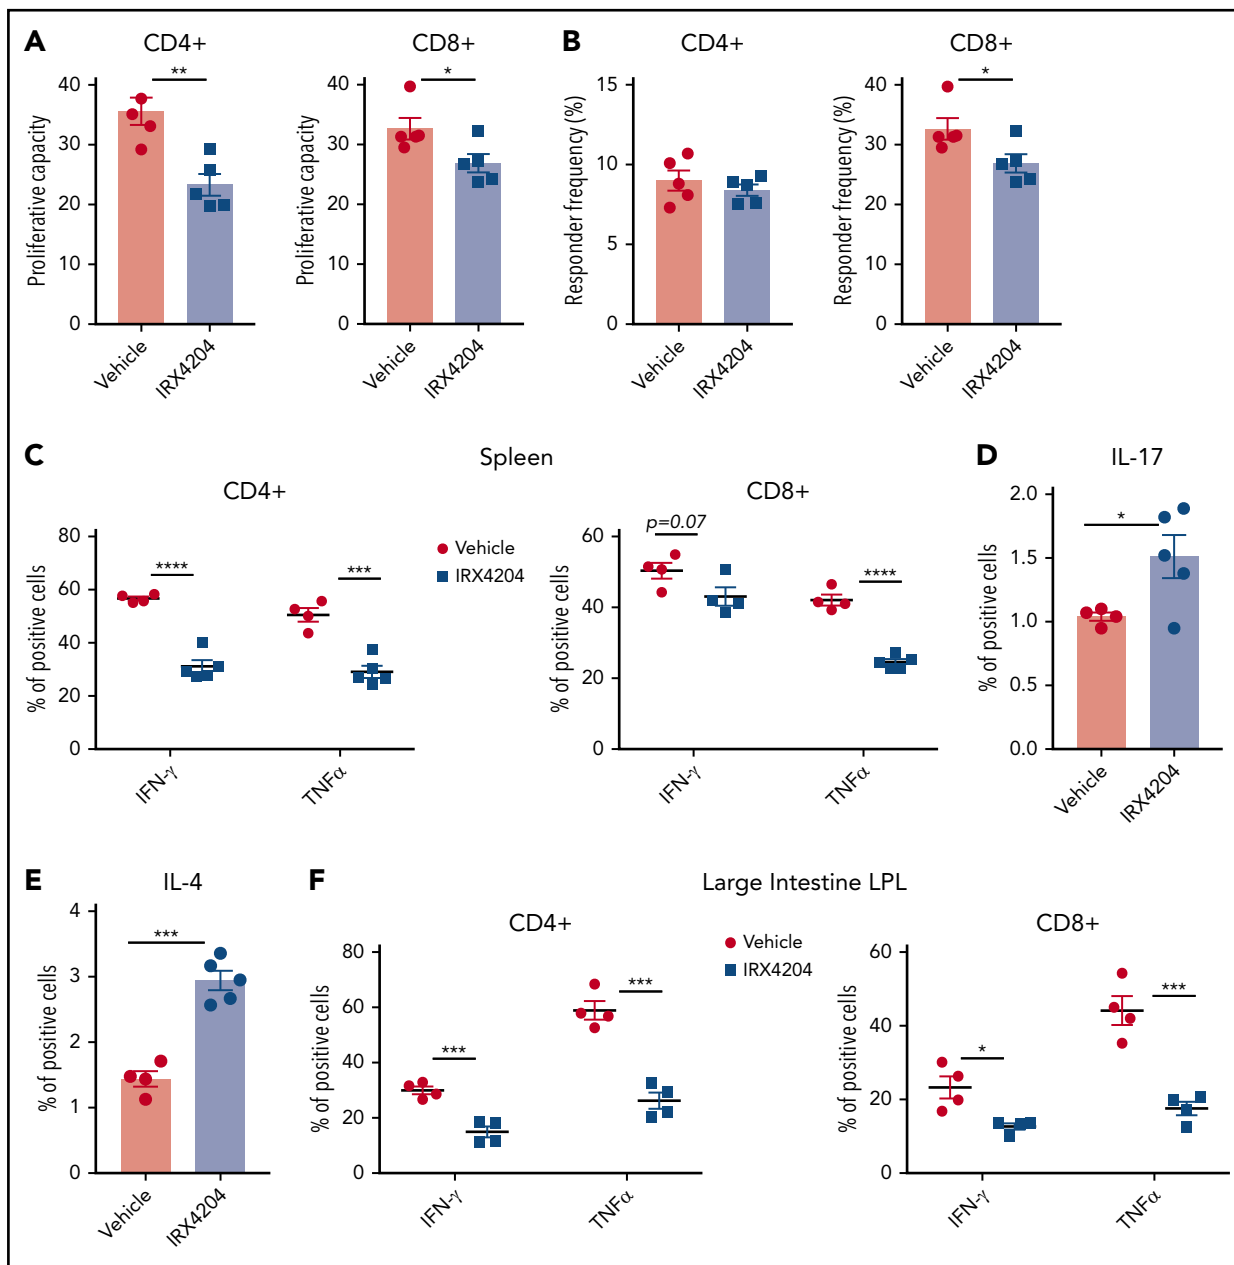 A
CD4+
**
Proliferative capacity
40
30
20
10
0
Vehicle
IRX4204
CD8+
*
Proliferative capacity
40
30
20
10
0
Vehicle
IRX4204
B
CD4+
Responder frequency (%)
15
10
5
0
Vehicle
IRX4204
CD8+
*
Responder frequency (%)
40
30
20
10
0
Vehicle
IRX4204
C
Spleen
CD4+
% of positive cells
80
60
40
20
0
****
***
IFN-γ
TNFα
Vehicle
IRX4204
CD8+
% of positive cells
60
40
20
0
p=0.07
****
IFN-γ
TNFα
D
IL-17
% of positive cells
2.0
1.5
1.0
0.5
0.0
*
Vehicle
IRX4204
E
IL-4
% of positive cells
4
3
2
1
0
***
Vehicle
IRX4204
F
Large Intestine LPL
CD4+
% of positive cells
80
60
40
20
0
***
***
IFN-γ
TNFα
Vehicle
IRX4204
CD8+
% of positive cells
60
40
20
0
*
***
IFN-γ
TNFα